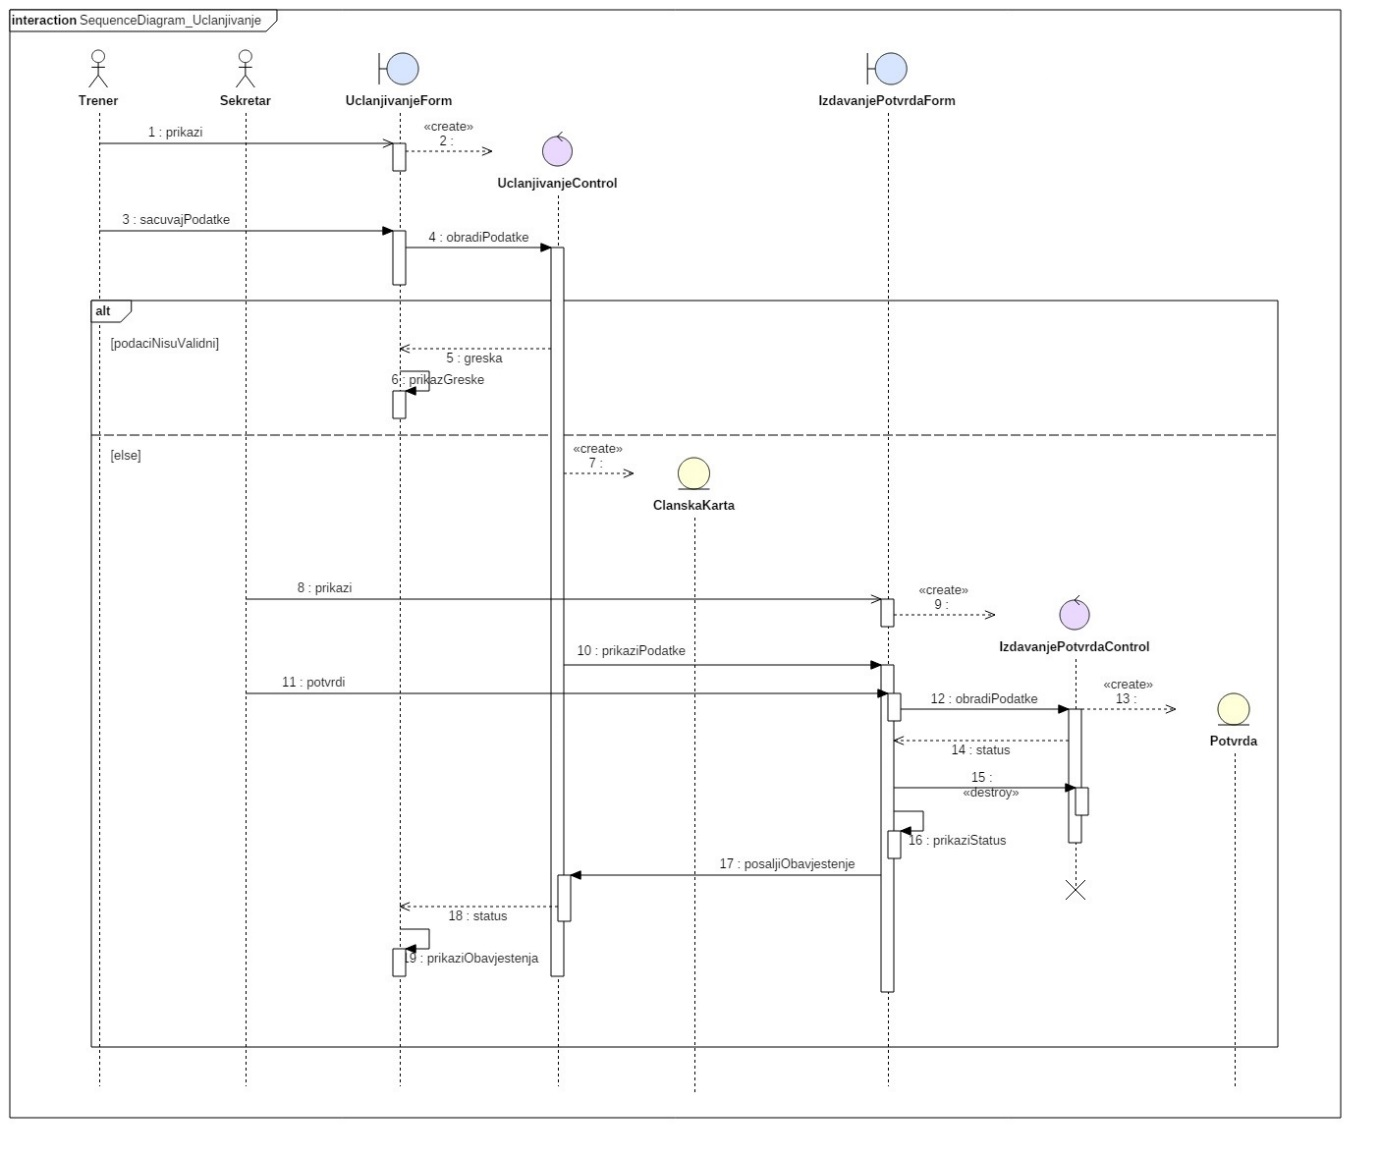 interaction SequenceDiagram_Uclanjivanje
Trener
Sekretar
UclanjivanjeForm
IzdavanjePotvrdaForm
1 : prikazi
«create»
2 :
UclanjivanjeControl
3 : sacuvajPodatke
4 : obradiPodatke
alt
[podaciNisuValidni]
5 : greska
6 : prikazGreske
[else]
«create»
7 :
ClanskaKarta
8 : prikazi
«create»
9 :
IzdavanjePotvrdaControl
10 : prikaziPodatke
11 : potvrdi
12 : obradiPodatke
«create»
13 :
Potvrda
14 : status
15 :
«destroy»
16 : prikaziStatus
17 : posaljiObavjestenje
18 : status
19 : prikaziObavjestenja